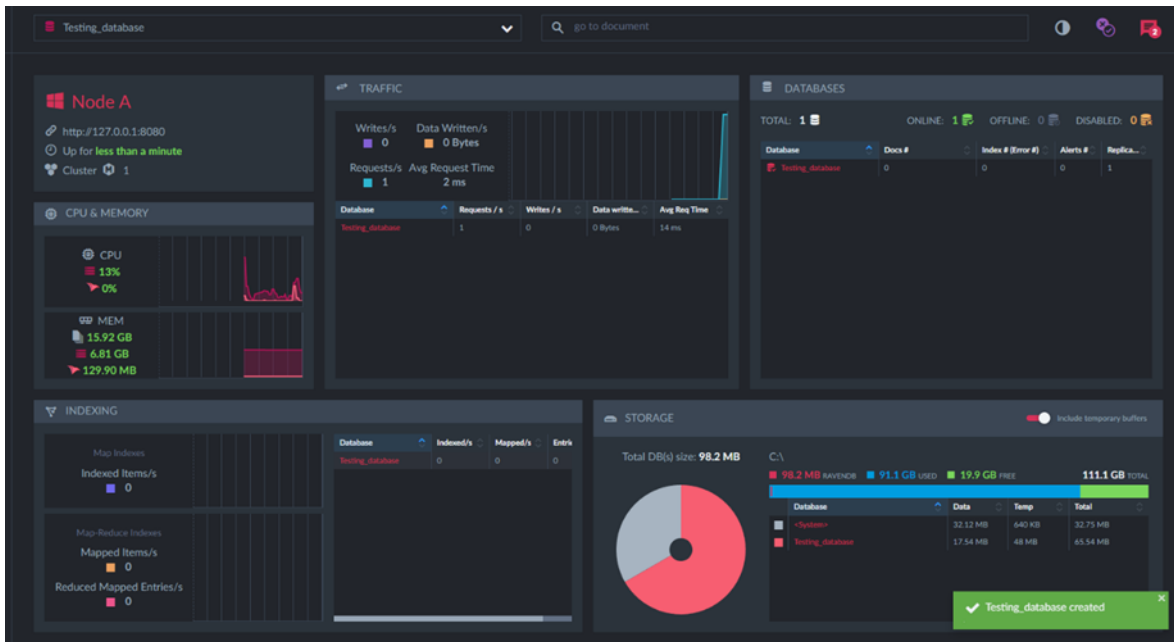 Testing_database
go to document
2
Node A
http://127.0.0.1:8080
Up for less than a minute
Cluster 1
CPU & MEMORY
CPU
13%
0%
MEM
15.92 GB
6.81 GB
129.90 MB
TRAFFIC
Writes/s Data Written/s
0 0 Bytes
Requests/s Avg Request Time
1 2 ms
Database Requests / s Writes / s Data writte... Avg Req Time
Testing_database 1 0 0 Bytes 14 ms
DATABASES
TOTAL: 1 ONLINE: 1 OFFLINE: 0 DISABLED: 0
Database Docs # Index # (Error #) Alerts # Replica...
Testing_database 0 0 0 1
INDEXING
Map Indexes
Indexed Items/s
0
Map-Reduce Indexes
Mapped Items/s
0
Reduced Mapped Entries/s
0
Database Indexed/s Mapped/s Entrie
Testing_database 0 0 0
STORAGE
Include temporary buffers
Total DB(s) size: 98.2 MB
C:\
98.2 MB RAVENDB 91.1 GB USED 19.9 GB FREE 111.1 GB TOTAL
Database Data Temp Total
<System> 32.12 MB 640 KB 32.75 MB
Testing_database 17.54 MB 48 MB 65.54 MB
Testing_database created